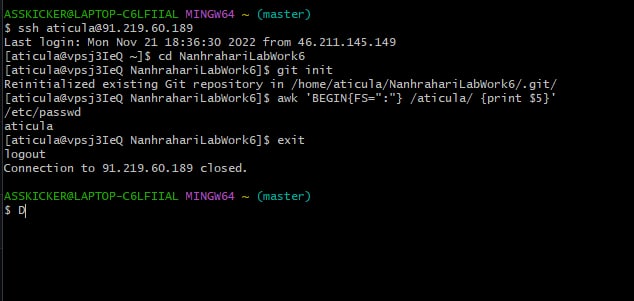 ASSKICKER@LAPTOP-C6LFIIAL MINGW64 ~ (master)
$ ssh aticula@91.219.60.189
Last login: Mon Nov 21 18:36:30 2022 from 46.211.145.149
[aticula@vpsj3IeQ ~]$ cd NanhrahariLabWork6
[aticula@vpsj3IeQ NanhrahariLabWork6]$ git init
Reinitialized existing Git repository in /home/aticula/NanhrahariLabWork6/.git/
[aticula@vpsj3IeQ NanhrahariLabWork6]$ awk 'BEGIN{FS=":"} /aticula/ {print $5}'
/etc/passwd
aticula
[aticula@vpsj3IeQ NanhrahariLabWork6]$ exit
logout
Connection to 91.219.60.189 closed.
ASSKICKER@LAPTOP-C6LFIIAL MINGW64 ~ (master)
$ D